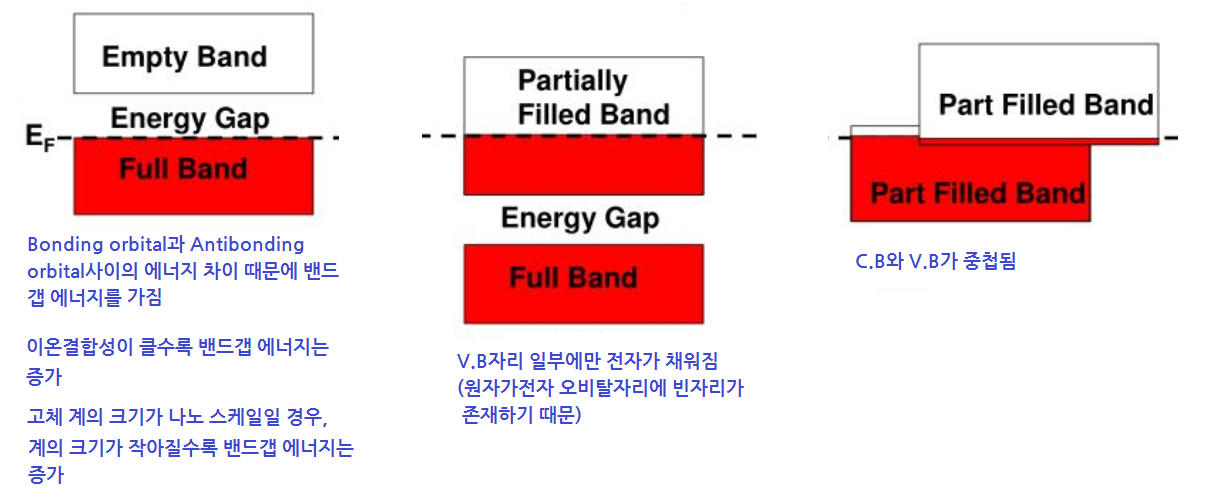 Empty Band
Energy Gap
E_F
Full Band
Bonding orbital과 Antibonding
orbital사이의 에너지 차이 때문에 밴드
갭 에너지를 가짐
이온결합성이 클수록 밴드갭 에너지는
증가
고체 계의 크기가 나노 스케일일 경우,
계의 크기가 작아질수록 밴드갭 에너지는
증가
Partially
Filled Band
Energy Gap
Full Band
V.B자리 일부에만 전자가 채워짐
(원자가전자 오비탈자리에 빈자리가
존재하기 때문)
Part Filled Band
Part Filled Band
C.B와 V.B가 중첩됨